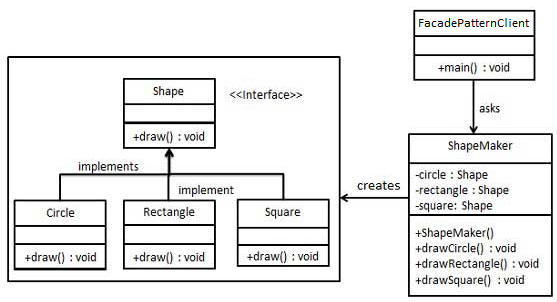 FacadePatternClient
+main() : void
asks
Shape
<<Interface>>
+draw() : void
implements
implement
Circle
+draw() : void
Rectangle
+draw() : void
Square
+draw() : void
creates
ShapeMaker
-circle : Shape
-rectangle : Shape
-square: Shape
+ShapeMaker()
+drawCircle() : void
+drawRectangle() : void
+drawSquare() : void